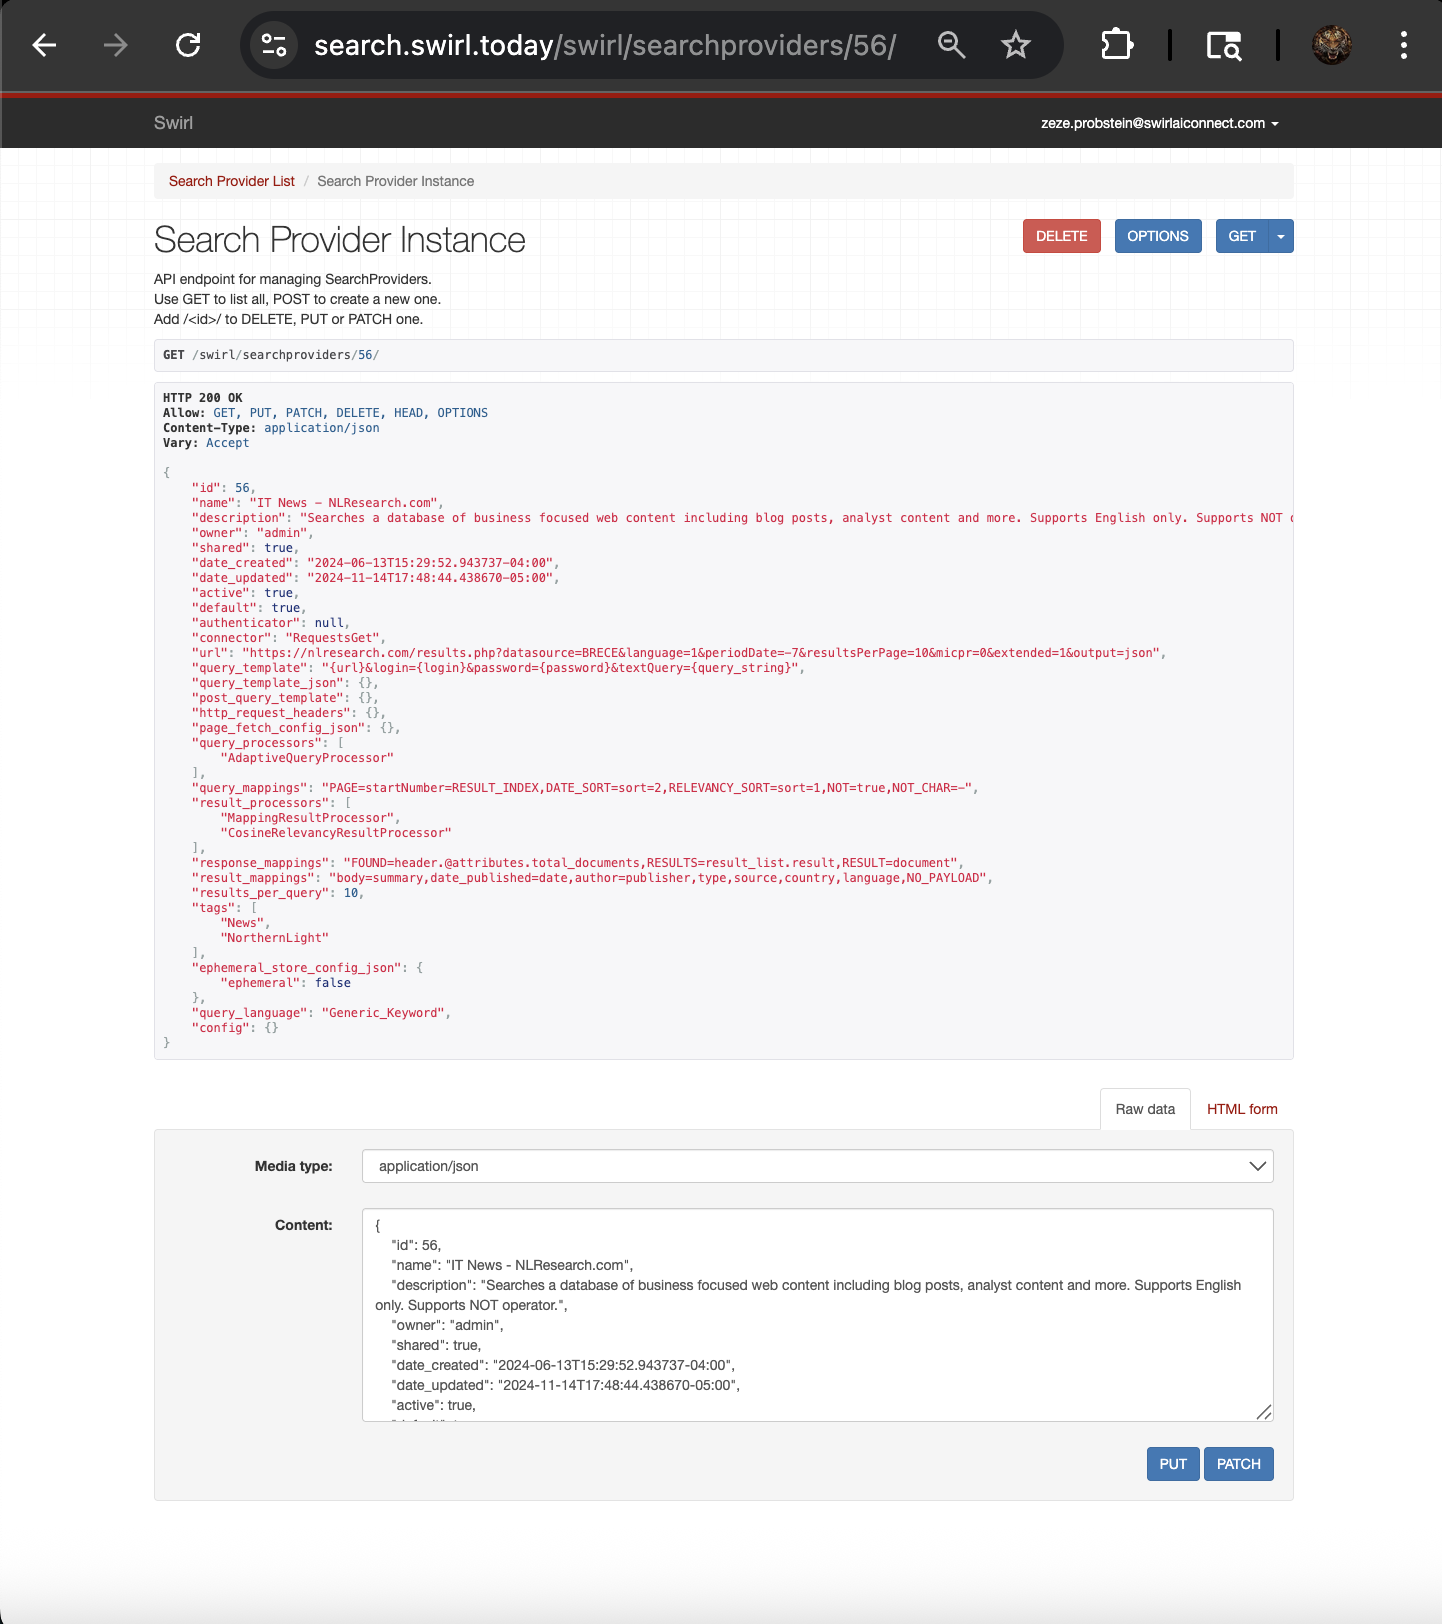 search.swirl.today/swirl/searchproviders/56/
Swirl
zeze.probstein@swirlaiconnect.com
Search Provider List / Search Provider Instance
Search Provider Instance
DELETE
OPTIONS
GET
API endpoint for managing SearchProviders.
Use GET to list all, POST to create a new one.
Add /<id>/ to DELETE, PUT or PATCH one.
GET /swirl/searchproviders/56/
HTTP 200 OK
Allow: GET, PUT, PATCH, DELETE, HEAD, OPTIONS
Content-Type: application/json
Vary: Accept
{
    "id": 56,
    "name": "IT News - NLResearch.com",
    "description": "Searches a database of business focused web content including blog posts, analyst content and more. Supports English only. Supports NOT
    "owner": "admin",
    "shared": true,
    "date_created": "2024-06-13T15:29:52.943737-04:00",
    "date_updated": "2024-11-14T17:48:44.438670-05:00",
    "active": true,
    "default": true,
    "authenticator": null,
    "connector": "RequestsGet",
    "url": "https://nlresearch.com/results.php?datasource=BRECE&language=1&periodDate=-7&resultsPerPage=10&micpr=0&extended=1&output=json",
    "query_template": "{url}&login={login}&password={password}&textQuery={query_string}",
    "query_template_json": {},
    "post_query_template": {},
    "http_request_headers": {},
    "page_fetch_config_json": {},
    "query_processors": [
        "AdaptiveQueryProcessor"
    ],
    "query_mappings": "PAGE=startNumber=RESULT_INDEX,DATE_SORT=sort=2,RELEVANCY_SORT=sort=1,NOT=true,NOT_CHAR=-",
    "result_processors": [
        "MappingResultProcessor",
        "CosineRelevancyResultProcessor"
    ],
    "response_mappings": "FOUND=header.@attributes.total_documents,RESULTS=result_list.result,RESULT=document",
    "result_mappings": "body=summary,date_published=date,author=publisher,type,source,country,language,NO_PAYLOAD",
    "results_per_query": 10,
    "tags": [
        "News",
        "NorthernLight"
    ],
    "ephemeral_store_config_json": {
        "ephemeral": false
    },
    "query_language": "Generic_Keyword",
    "config": {}
}
Raw data
HTML form
Media type:
application/json
Content:
{
    "id": 56,
    "name": "IT News - NLResearch.com",
    "description": "Searches a database of business focused web content including blog posts, analyst content and more. Supports English
only. Supports NOT operator.",
    "owner": "admin",
    "shared": true,
    "date_created": "2024-06-13T15:29:52.943737-04:00",
    "date_updated": "2024-11-14T17:48:44.438670-05:00",
    "active": true,
PUT
PATCH